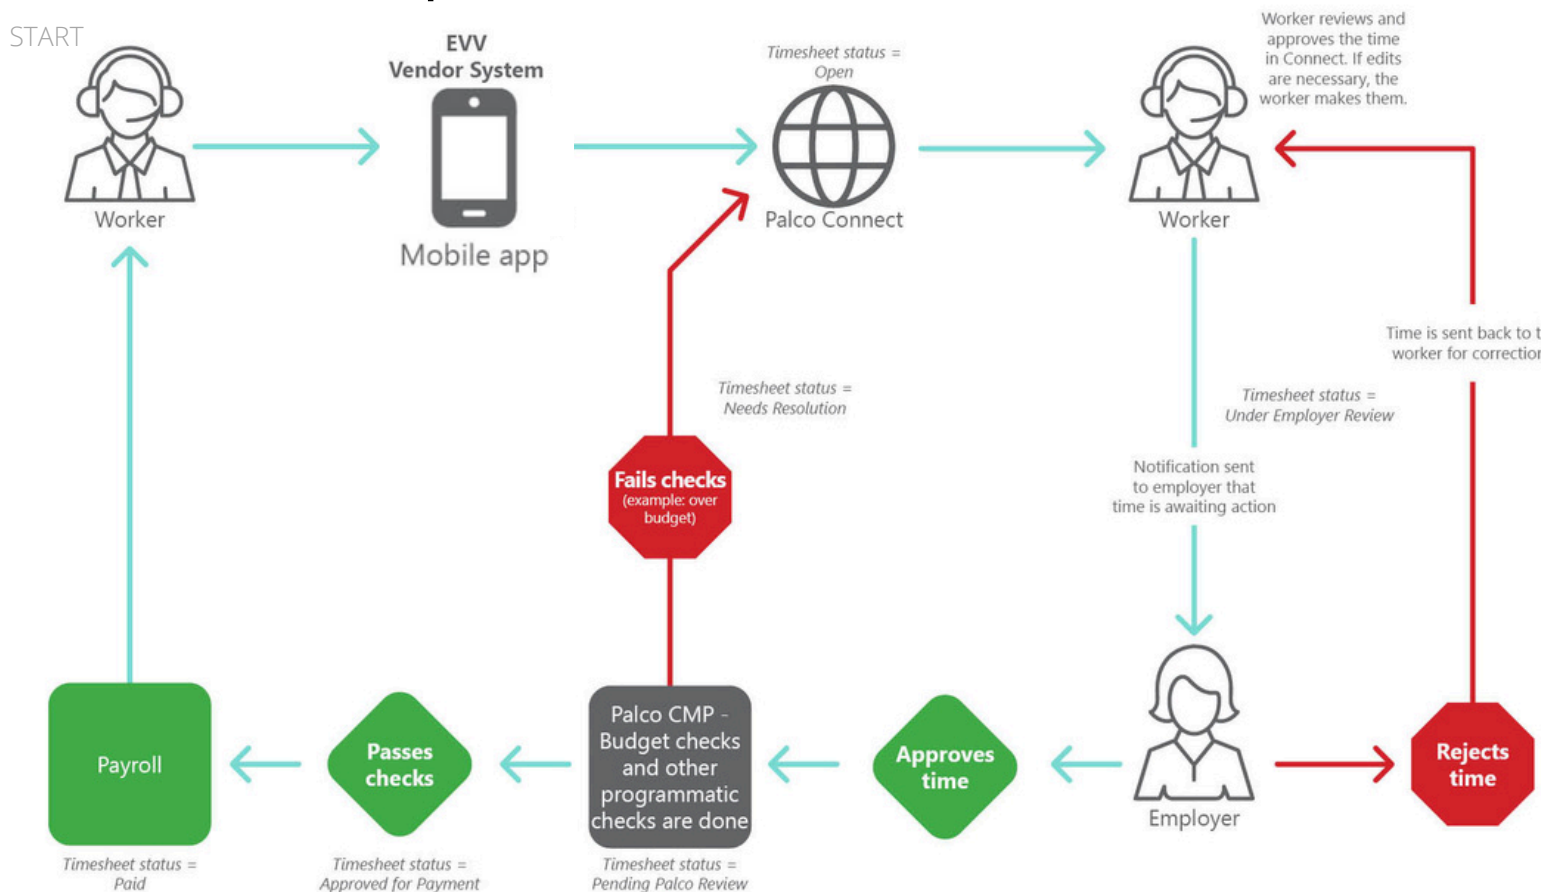 START
Worker
EVV
Vendor System
Mobile app
Timesheet status =
Open
Palco Connect
Worker reviews and
approves the time
in Connect. If edits
are necessary, the
worker makes them.
Worker
Time is sent back to t
worker for correction
Timesheet status =
Needs Resolution
Timesheet status =
Under Employer Review
Fails checks
(example: over
budget)
Notification sent
to employer that
time is awaiting action
Payroll
Timesheet status =
Paid
Passes
checks
Timesheet status =
Approved for Payment
Palco CMP -
Budget checks
and other
programmatic
checks are done
Timesheet status =
Pending Palco Review
Approves
time
Employer
Rejects
time